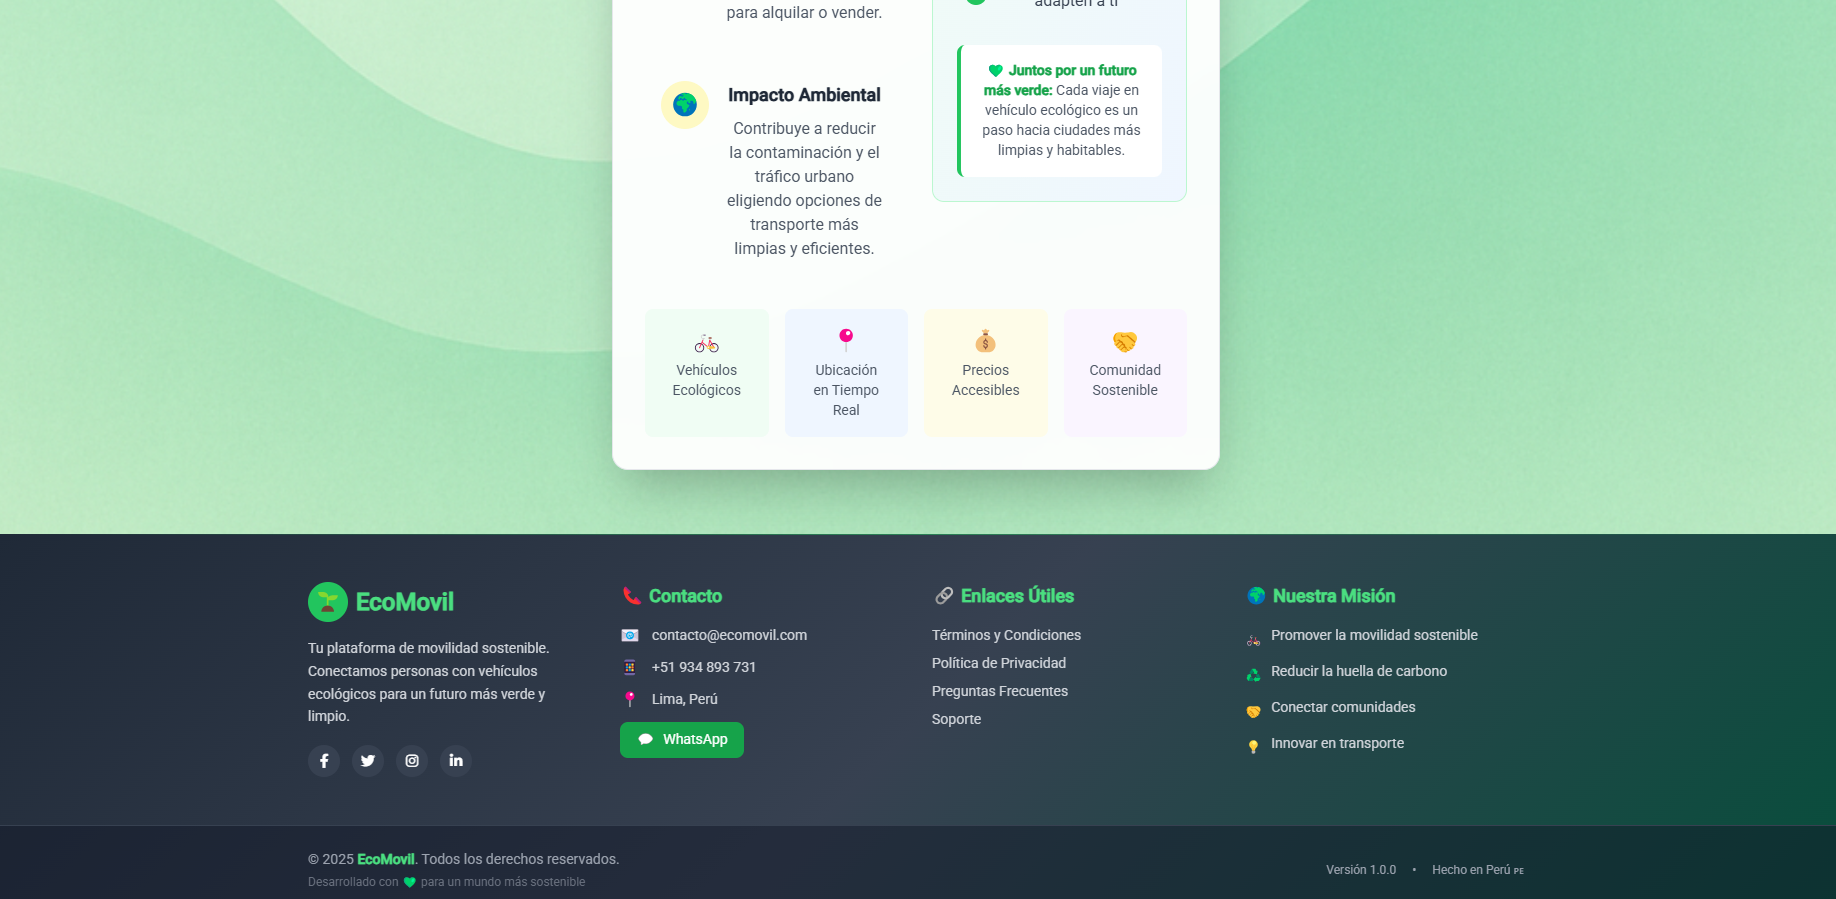 para alquilar o vender.
Impacto Ambiental
Contribuye a reducir
la contaminación y el
tráfico urbano
eligiendo opciones de
transporte más
limpias y eficientes.
adapten a ti
Juntos por un futuro
más verde: Cada viaje en
vehículo ecológico es un
paso hacia ciudades más
limpias y habitables.
Vehículos
Ecológicos
Ubicación
en Tiempo
Real
Precios
Accesibles
Comunidad
Sostenible
EcoMovil
Tu plataforma de movilidad sostenible.
Conectamos personas con vehículos
ecológicos para un futuro más verde y
limpio.
Contacto
contacto@ecomovil.com
+51 934 893 731
Lima, Perú
WhatsApp
Enlaces Útiles
Términos y Condiciones
Política de Privacidad
Preguntas Frecuentes
Soporte
Nuestra Misión
Promover la movilidad sostenible
Reducir la huella de carbono
Conectar comunidades
Innovar en transporte
© 2025 EcoMovil. Todos los derechos reservados.
Desarrollado con 💚 para un mundo más sostenible
Versión 1.0.0 • Hecho en Perú PE